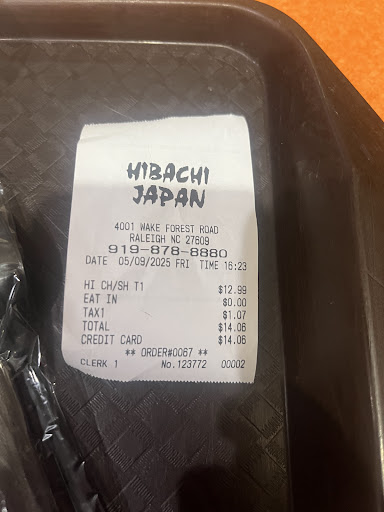 HIBACHI
JAPAN
4001 WAKE FOREST ROAD
RALEIGH NC 27609
919-878-8880
DATE 05/09/2025 FRI TIME 16:23
HI CH/SH T1 $12.99
EAT IN $0.00
TAX1 $1.07
TOTAL $14.06
CREDIT CARD $14.06
** ORDER#0067 **
CLERK 1 No.123772 00002